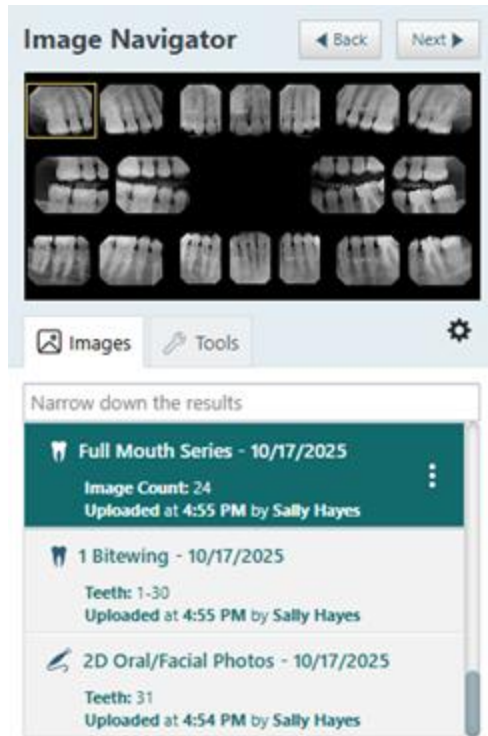 Image Navigator
Back
Next
Images
Tools
Narrow down the results
Full Mouth Series - 10/17/2025
Image Count: 24
Uploaded at 4:55 PM by Sally Hayes
1 Bitewing - 10/17/2025
Teeth: 1-30
Uploaded at 4:55 PM by Sally Hayes
2D Oral/Facial Photos - 10/17/2025
Teeth: 31
Uploaded at 4:54 PM by Sally Hayes